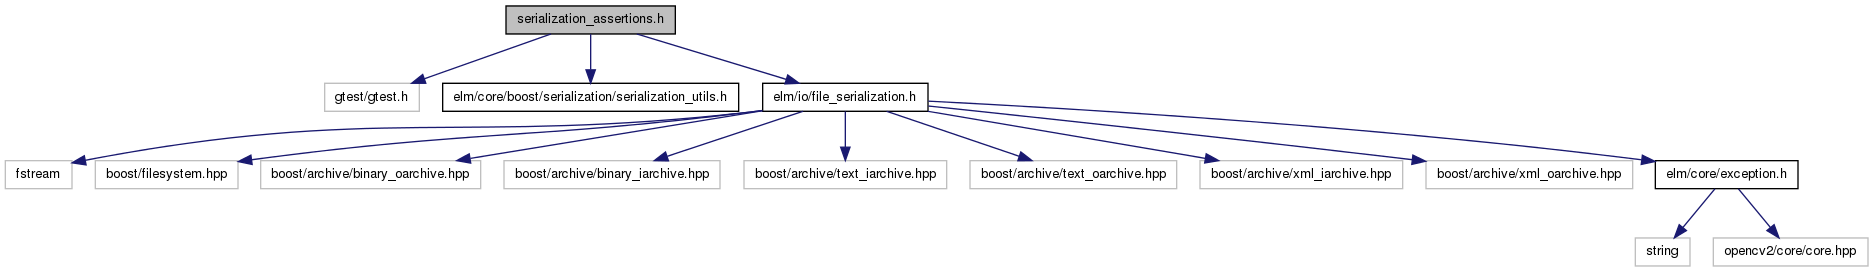 serialization_assertions.h
gtest/gtest.h
elm/core/boost/serialization/serialization_utils.h
elm/io/file_serialization.h
fstream
boost/filesystem.hpp
boost/archive/binary_oarchive.hpp
boost/archive/binary_iarchive.hpp
boost/archive/text_iarchive.hpp
boost/archive/text_oarchive.hpp
boost/archive/xml_iarchive.hpp
boost/archive/xml_oarchive.hpp
elm/core/exception.h
string
opencv2/core/core.hpp